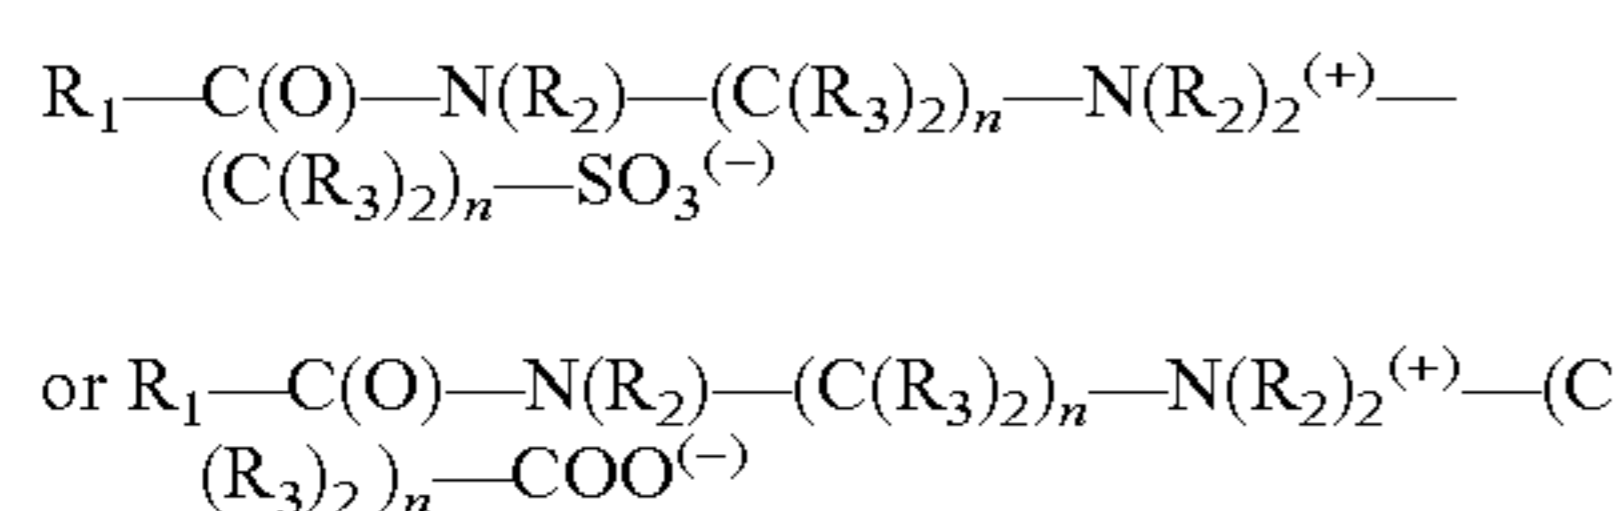 R₁—C(O)—N(R₂)—(C(R₃)₂)ₙ—N(R₂)₂⁽⁺⁾—
(C(R₃)₂)ₙ—SO₃⁽⁻⁾
or R₁—C(O)—N(R₂)—(C(R₃)₂)ₙ—N(R₂)₂⁽⁺⁾—(C
(R₃)₂)ₙ—COO⁽⁻⁾